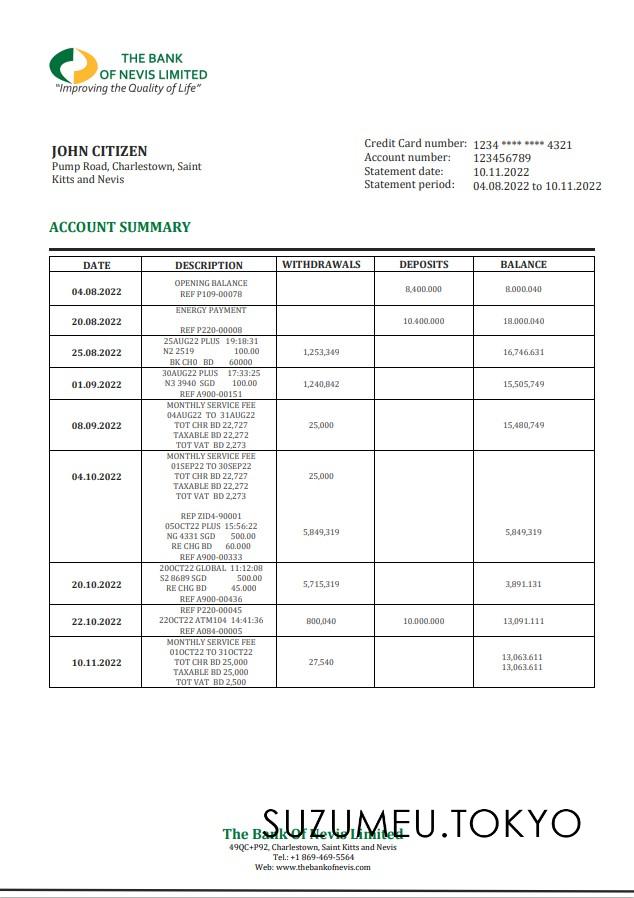 THE BANK
OF NEVIS LIMITED
"Improving the Quality of Life"
JOHN CITIZEN
Pump Road, Charlestown, Saint
Kitts and Nevis
Credit Card number: 1234 **** **** 4321
Account number: 123456789
Statement date: 10.11.2022
Statement period: 04.08.2022 to 10.11.2022
ACCOUNT SUMMARY
DATE DESCRIPTION WITHDRAWALS DEPOSITS BALANCE
OPENING BALANCE
04.08.2022 8,400.000 8.000.040
REF P109-00078
ENERGY PAYMENT
20.08.2022 10.400.000 18.000.040
REF P220-00008
25AUG22 PLUS 19:18:31
25.08.2022 N2 2519 100.00 1,253,349 16,746.631
BK CH0 BD 60000
30AUG22 PLUS 17:33:25
01.09.2022 N3 3940 SGD 100.00 1,240,842 15,505,749
REF A900-00151
MONTHLY SERVICE FEE
04AUG22 TO 31AUG22
08.09.2022 TOT CHR BD 22,727 25,000 15,480,749
TAXABLE BD 22,272
TOT VAT BD 2,273
MONTHLY SERVICE FEE
01SEP22 TO 30SEP22
04.10.2022 TOT CHR BD 22,727 25,000
TAXABLE BD 22,272
TOT VAT BD 2,273
REP ZID4-90001
05OCT22 PLUS 15:56:22
NG 4331 SGD 500.00 5,849,319 5,849,319
RE CHG BD 60.000
REF A900-00333
20OCT22 GLOBAL 11:12:08
S2 8689 SGD 500.00
20.10.2022 5,715,319 3,891.131
RE CHG BD 45.000
REF A900-00436
REF P220-00045
22.10.2022 22OCT22 ATM104 14:41:36 800,040 10.000.000 13,091.111
REF A084-00005
MONTHLY SERVICE FEE
01OCT22 TO 31OCT22
10.11.2022 TOT CHR BD 25,000 27,540 13,063.611
TAXABLE BD 25,000 13,063.611
TOT VAT BD 2,500
SUZUMEU.TOKYO
The Bank Of Nevis Limited
49QC+P92, Charlestown, Saint Kitts and Nevis
Tel.: +1 869-469-5564
Web: www.thebankofnevis.com